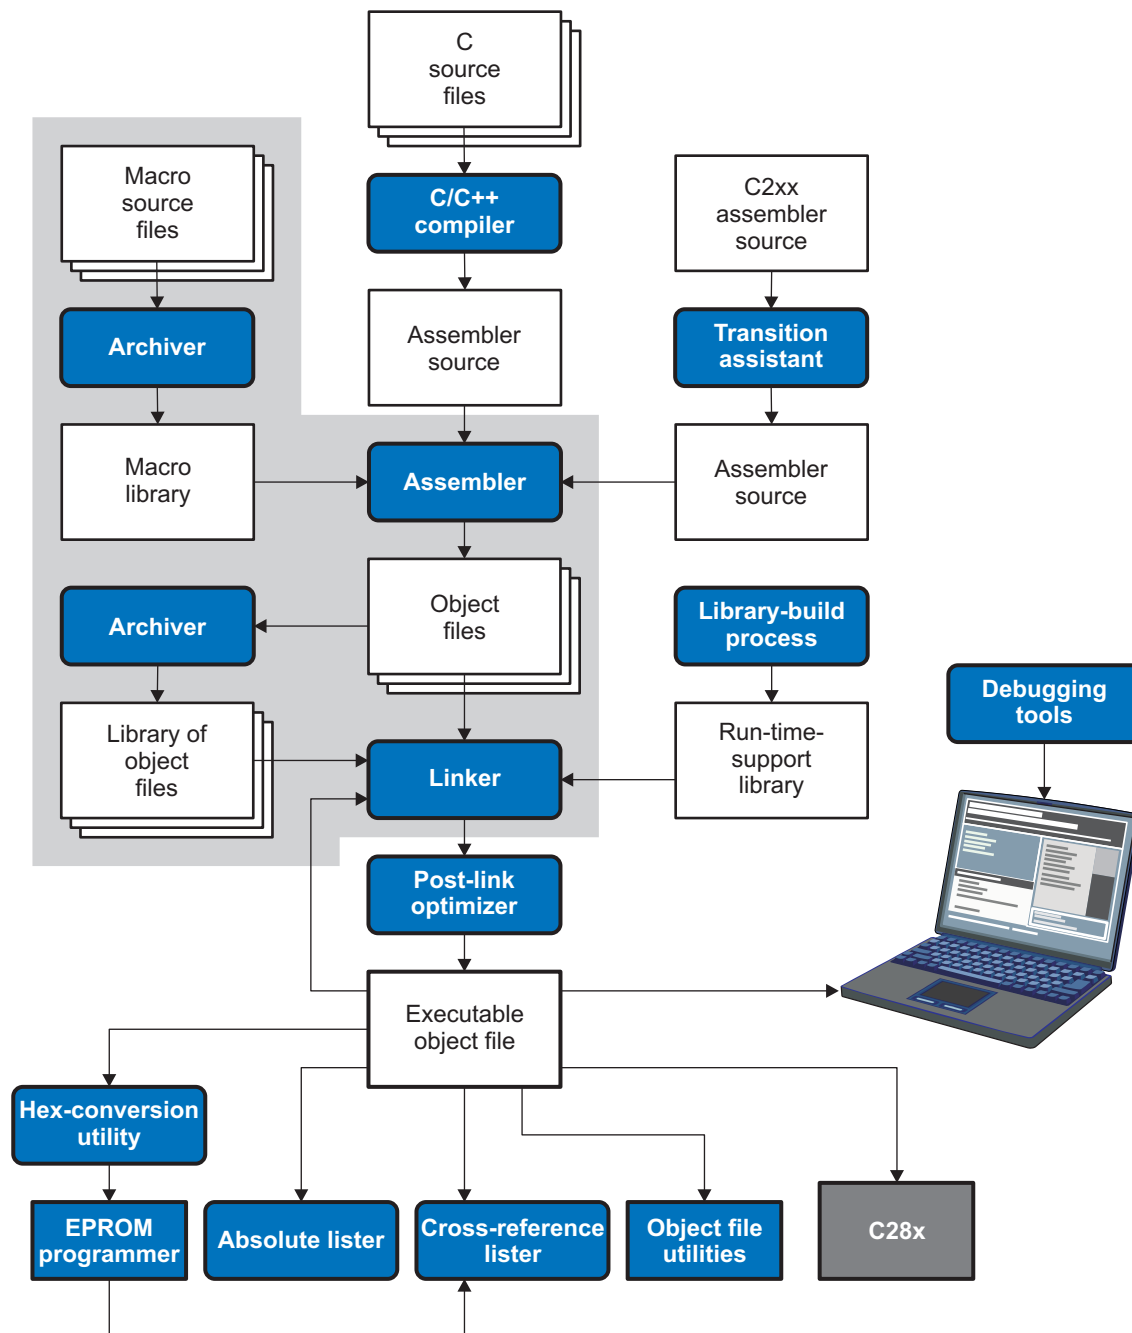 C
source
files
Macro
source
files
C/C++
compiler
C2xx
assembler
source
Archiver
Assembler
source
Transition
assistant
Macro
library
Assembler
Assembler
source
Archiver
Object
files
Library-build
process
Debugging
tools
Library of
object
files
Linker
Run-time-
support
library
Post-link
optimizer
Executable
object file
Hex-conversion
utility
EPROM
programmer
Absolute lister
Cross-reference
lister
Object file
utilities
C28x